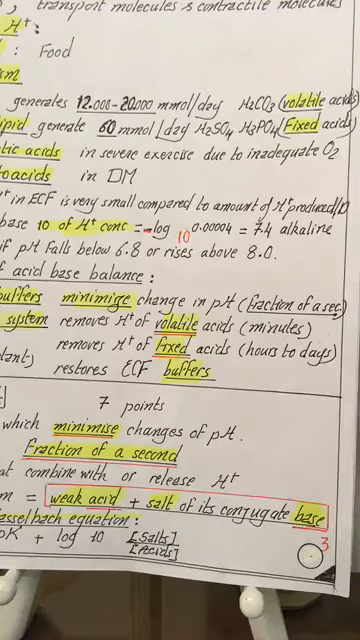 transport molecules & contractile molecules
H⁺:
: Food
ism
generates 12.000-20.000 mmol/day H2CO3 (volatile acids)
lipid generate 60 mmol/day H2SO4 H3PO4 (Fixed acids)
tic acids in severe exercise due to inadequate O2
to acids in DM
H⁺ in ECF is very small compared to amount of H⁺ produced/D
base 10 of H⁺ conc = -log 10 0.00004 = 7.4 alkaline
if pH falls below 6.8 or rises above 8.0.
f acid base balance:
buffers minimize change in pH (fraction of a sec)
system removes H⁺ of volatile acids (minutes)
removes H⁺ of fixed acids (hours to days)
tant) restores ECF buffers
7 points
which minimise changes of pH.
Fraction of a second
at combine with or release H⁺
m = weak acid + salt of its conjugate base
asselbach equation:
pK + log 10 [Salts]
[Acids]
3